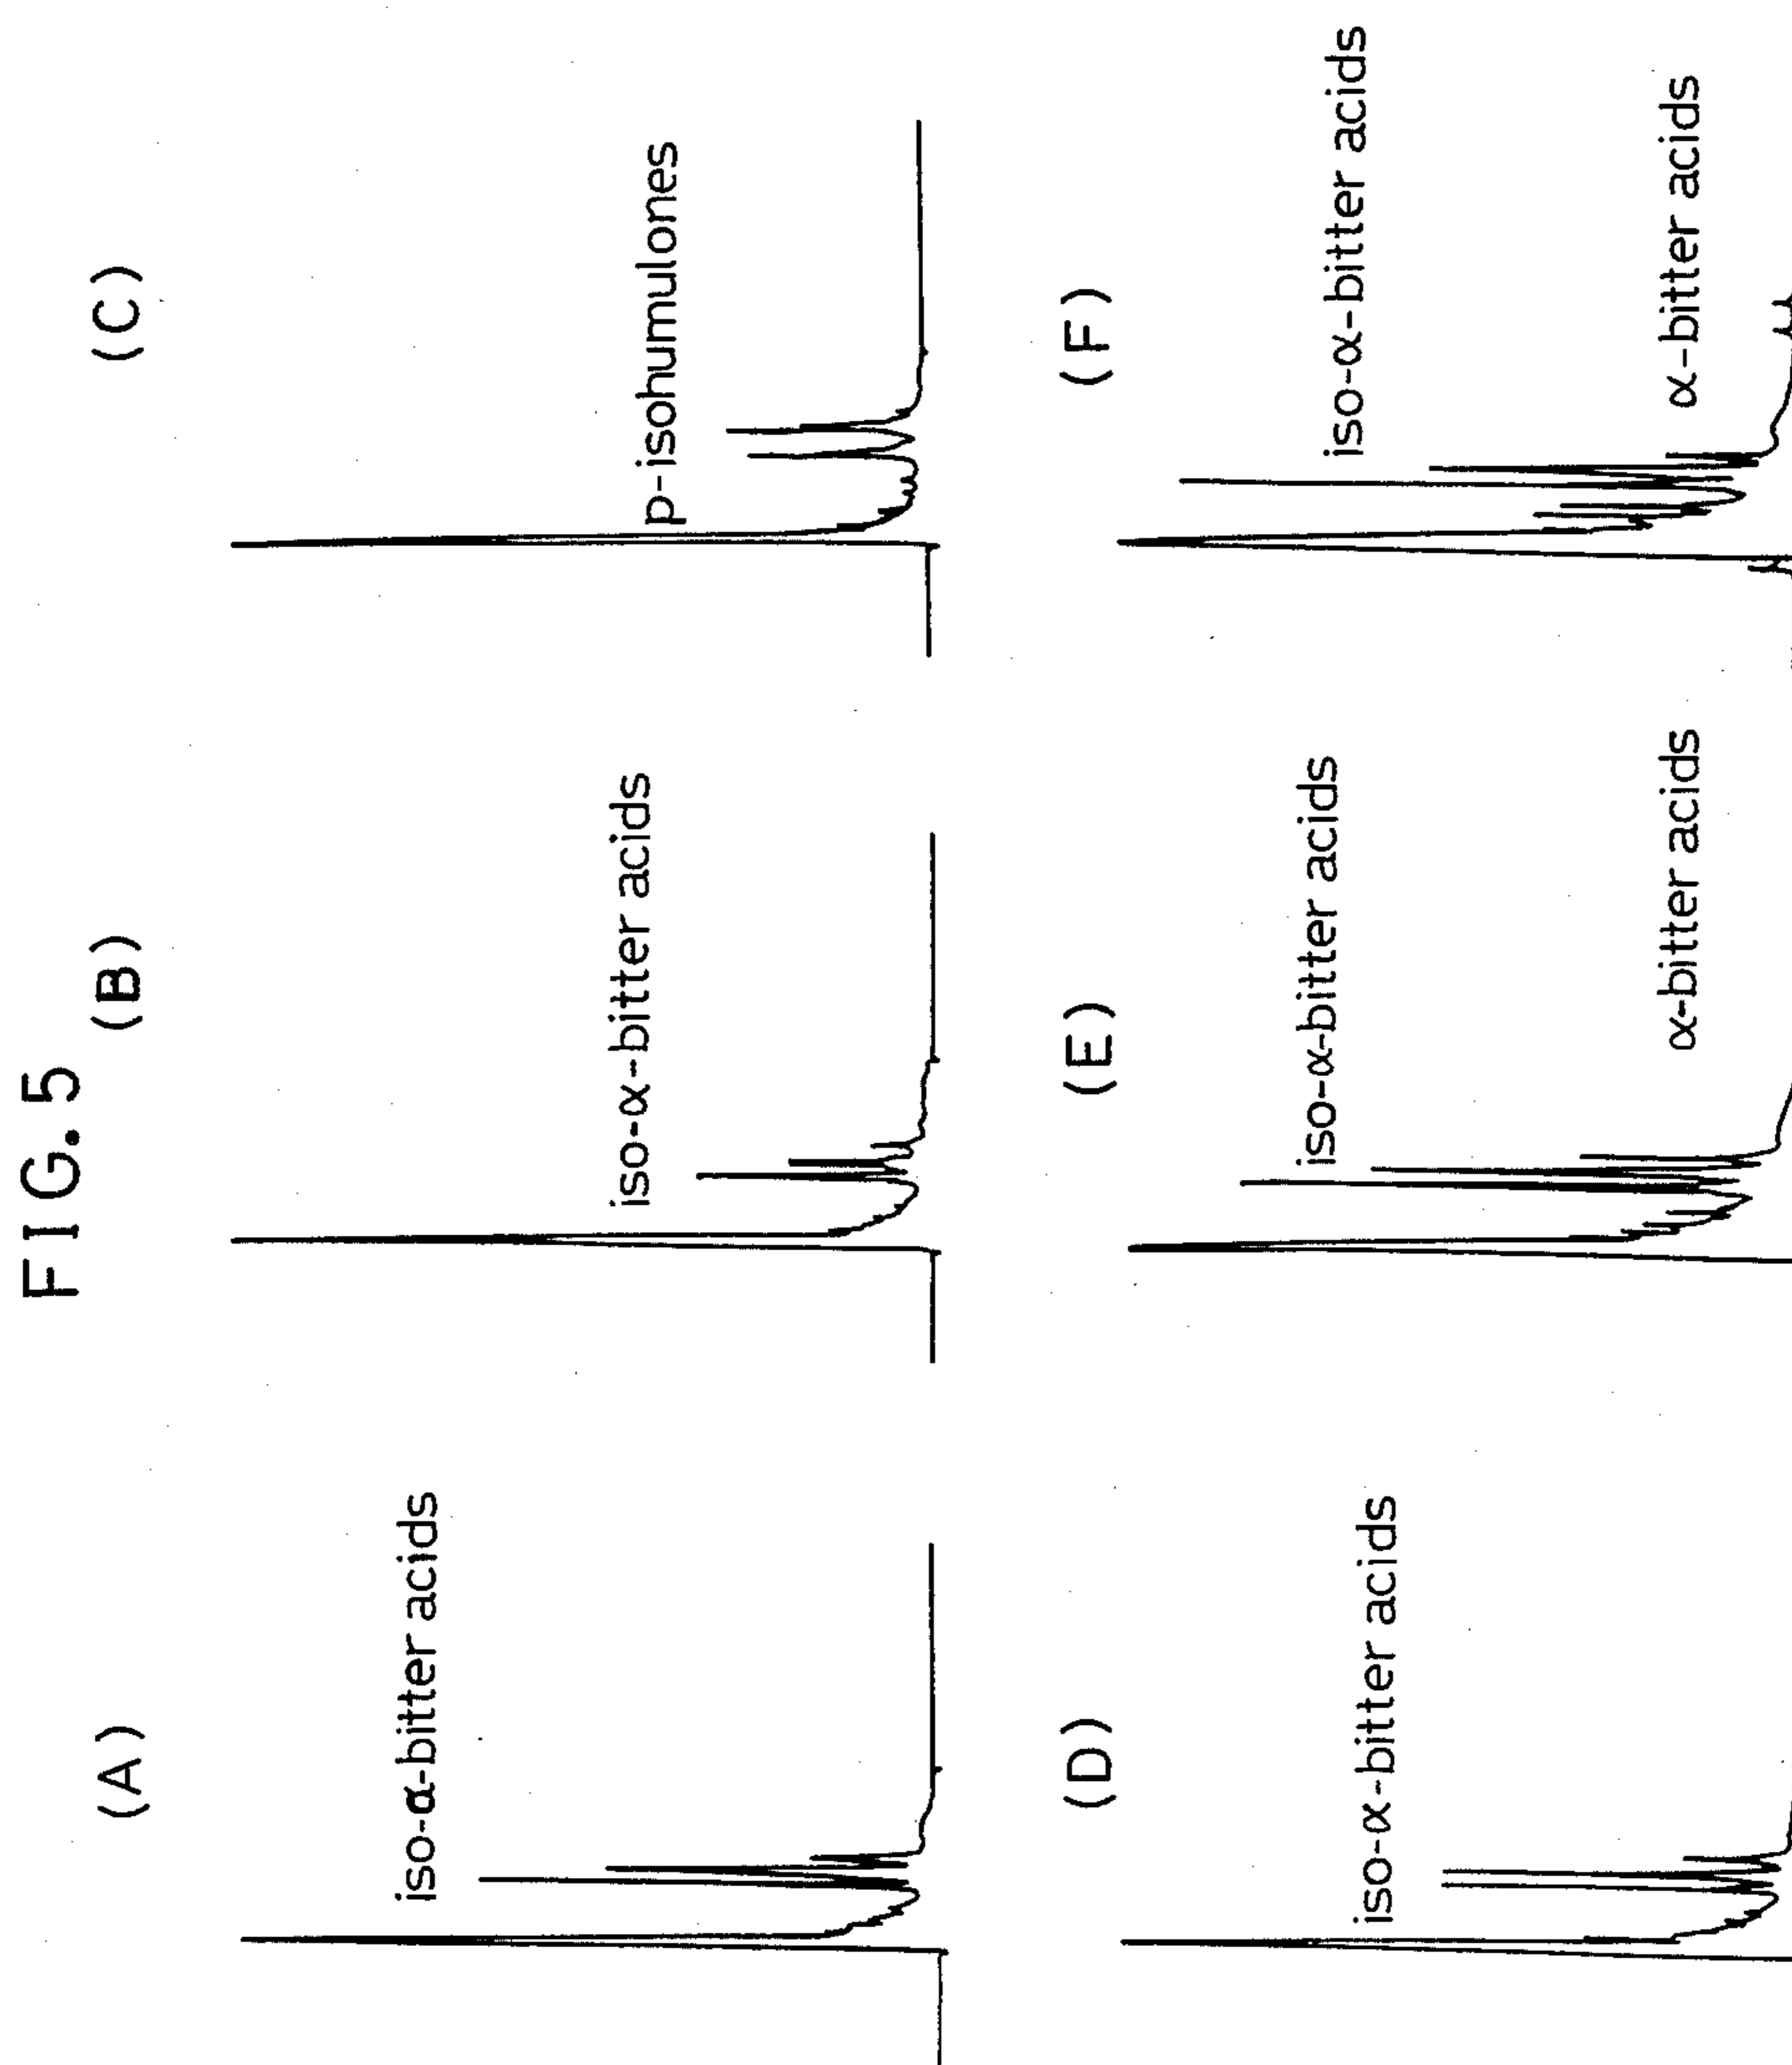 FIG. 5
(A)
iso-α-bitter acids
(B)
iso-α-bitter acids
(C)
p-isohumulones
(D)
iso-α-bitter acids
(E)
iso-α-bitter acids
α-bitter acids
(F)
iso-α-bitter acids
α-bitter acids